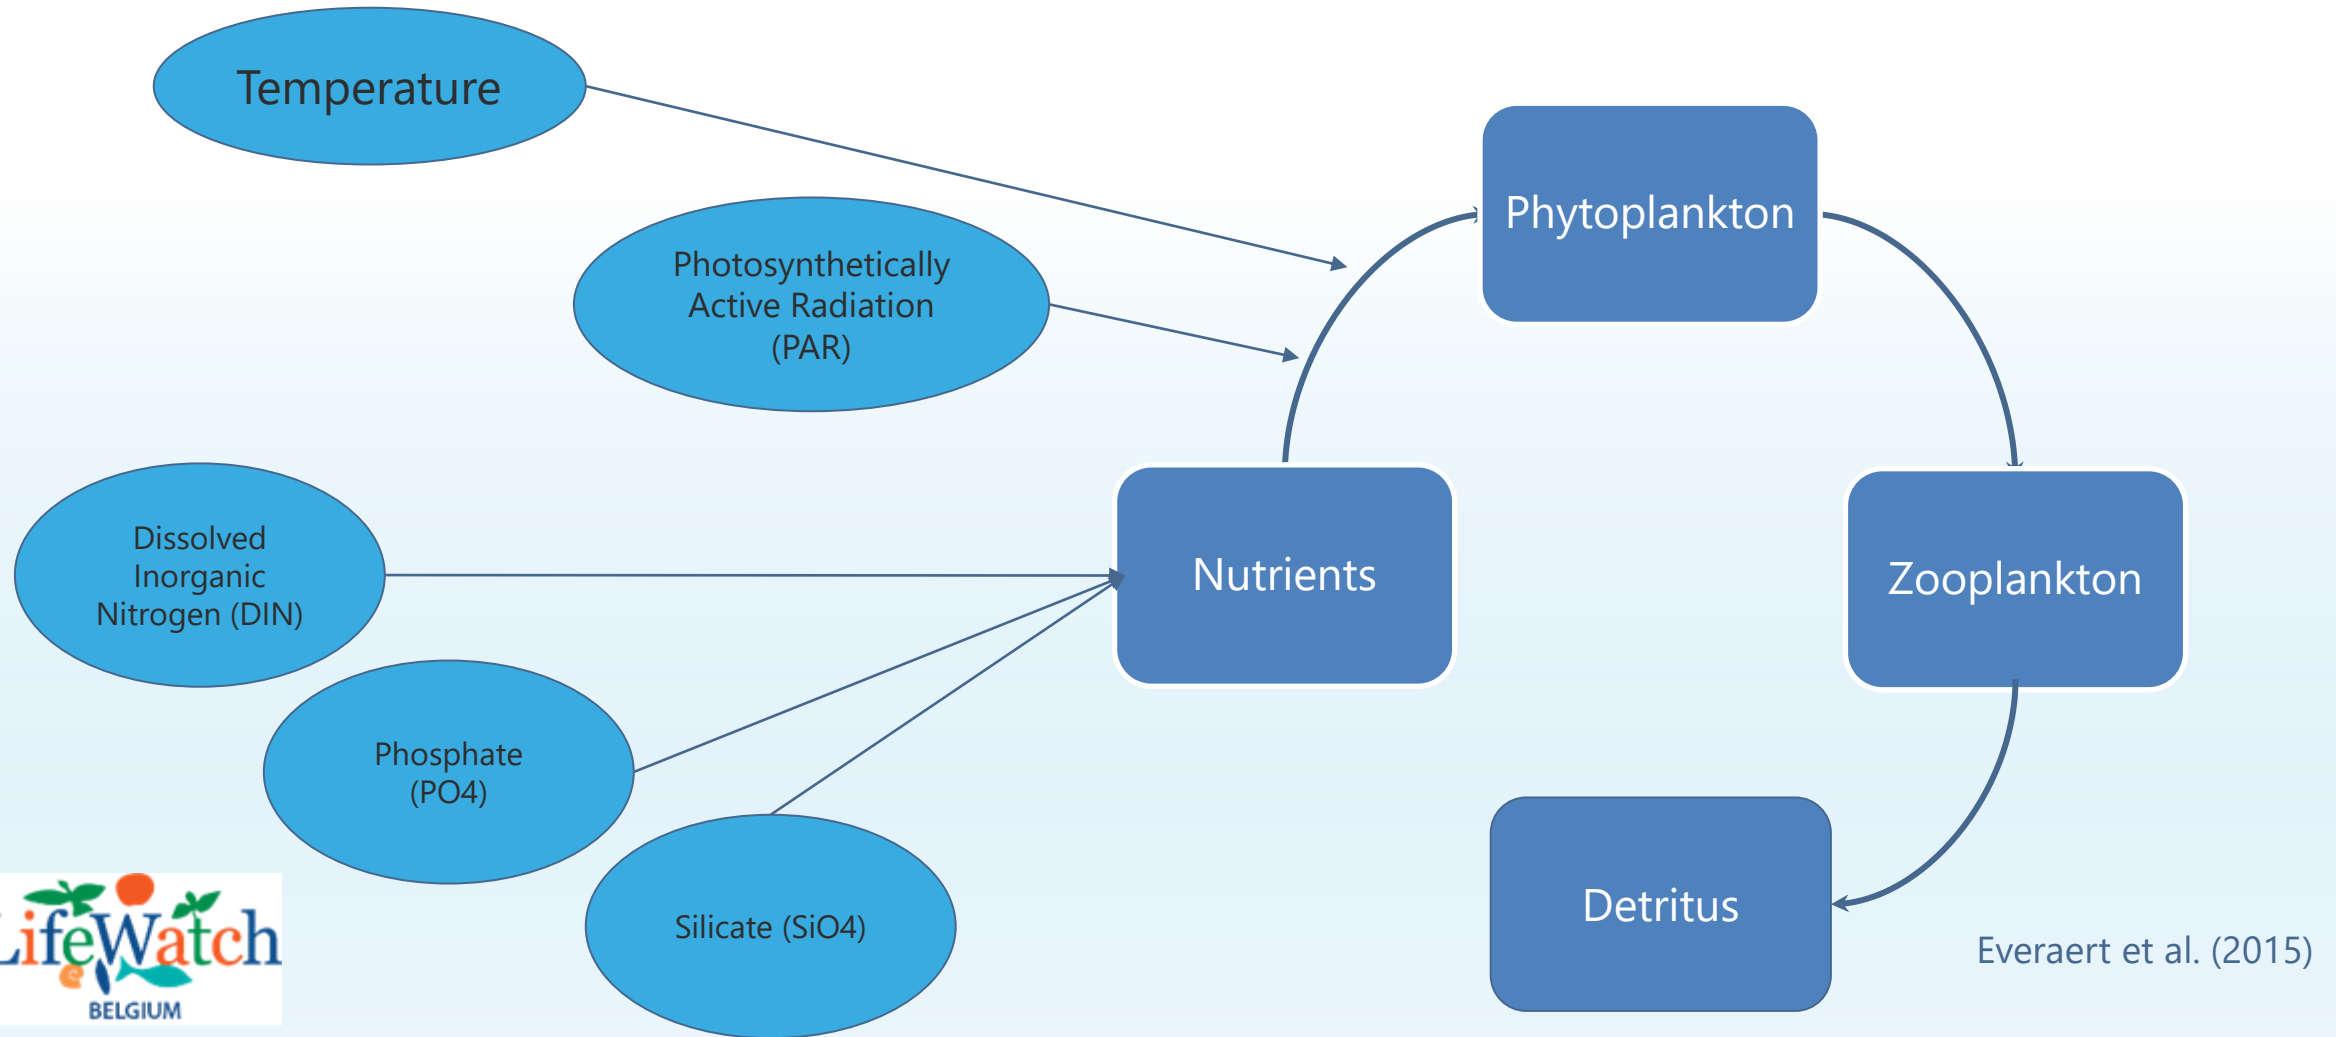 Temperature
Phytoplankton
Photosynthetically
Active Radiation
(PAR)
Dissolved
Inorganic
Nitrogen (DIN)
Nutrients
Zooplankton
Phosphate
(PO4)
Silicate (SiO4)
Detritus
Everaert et al. (2015)
LifeWatch
BELGIUM